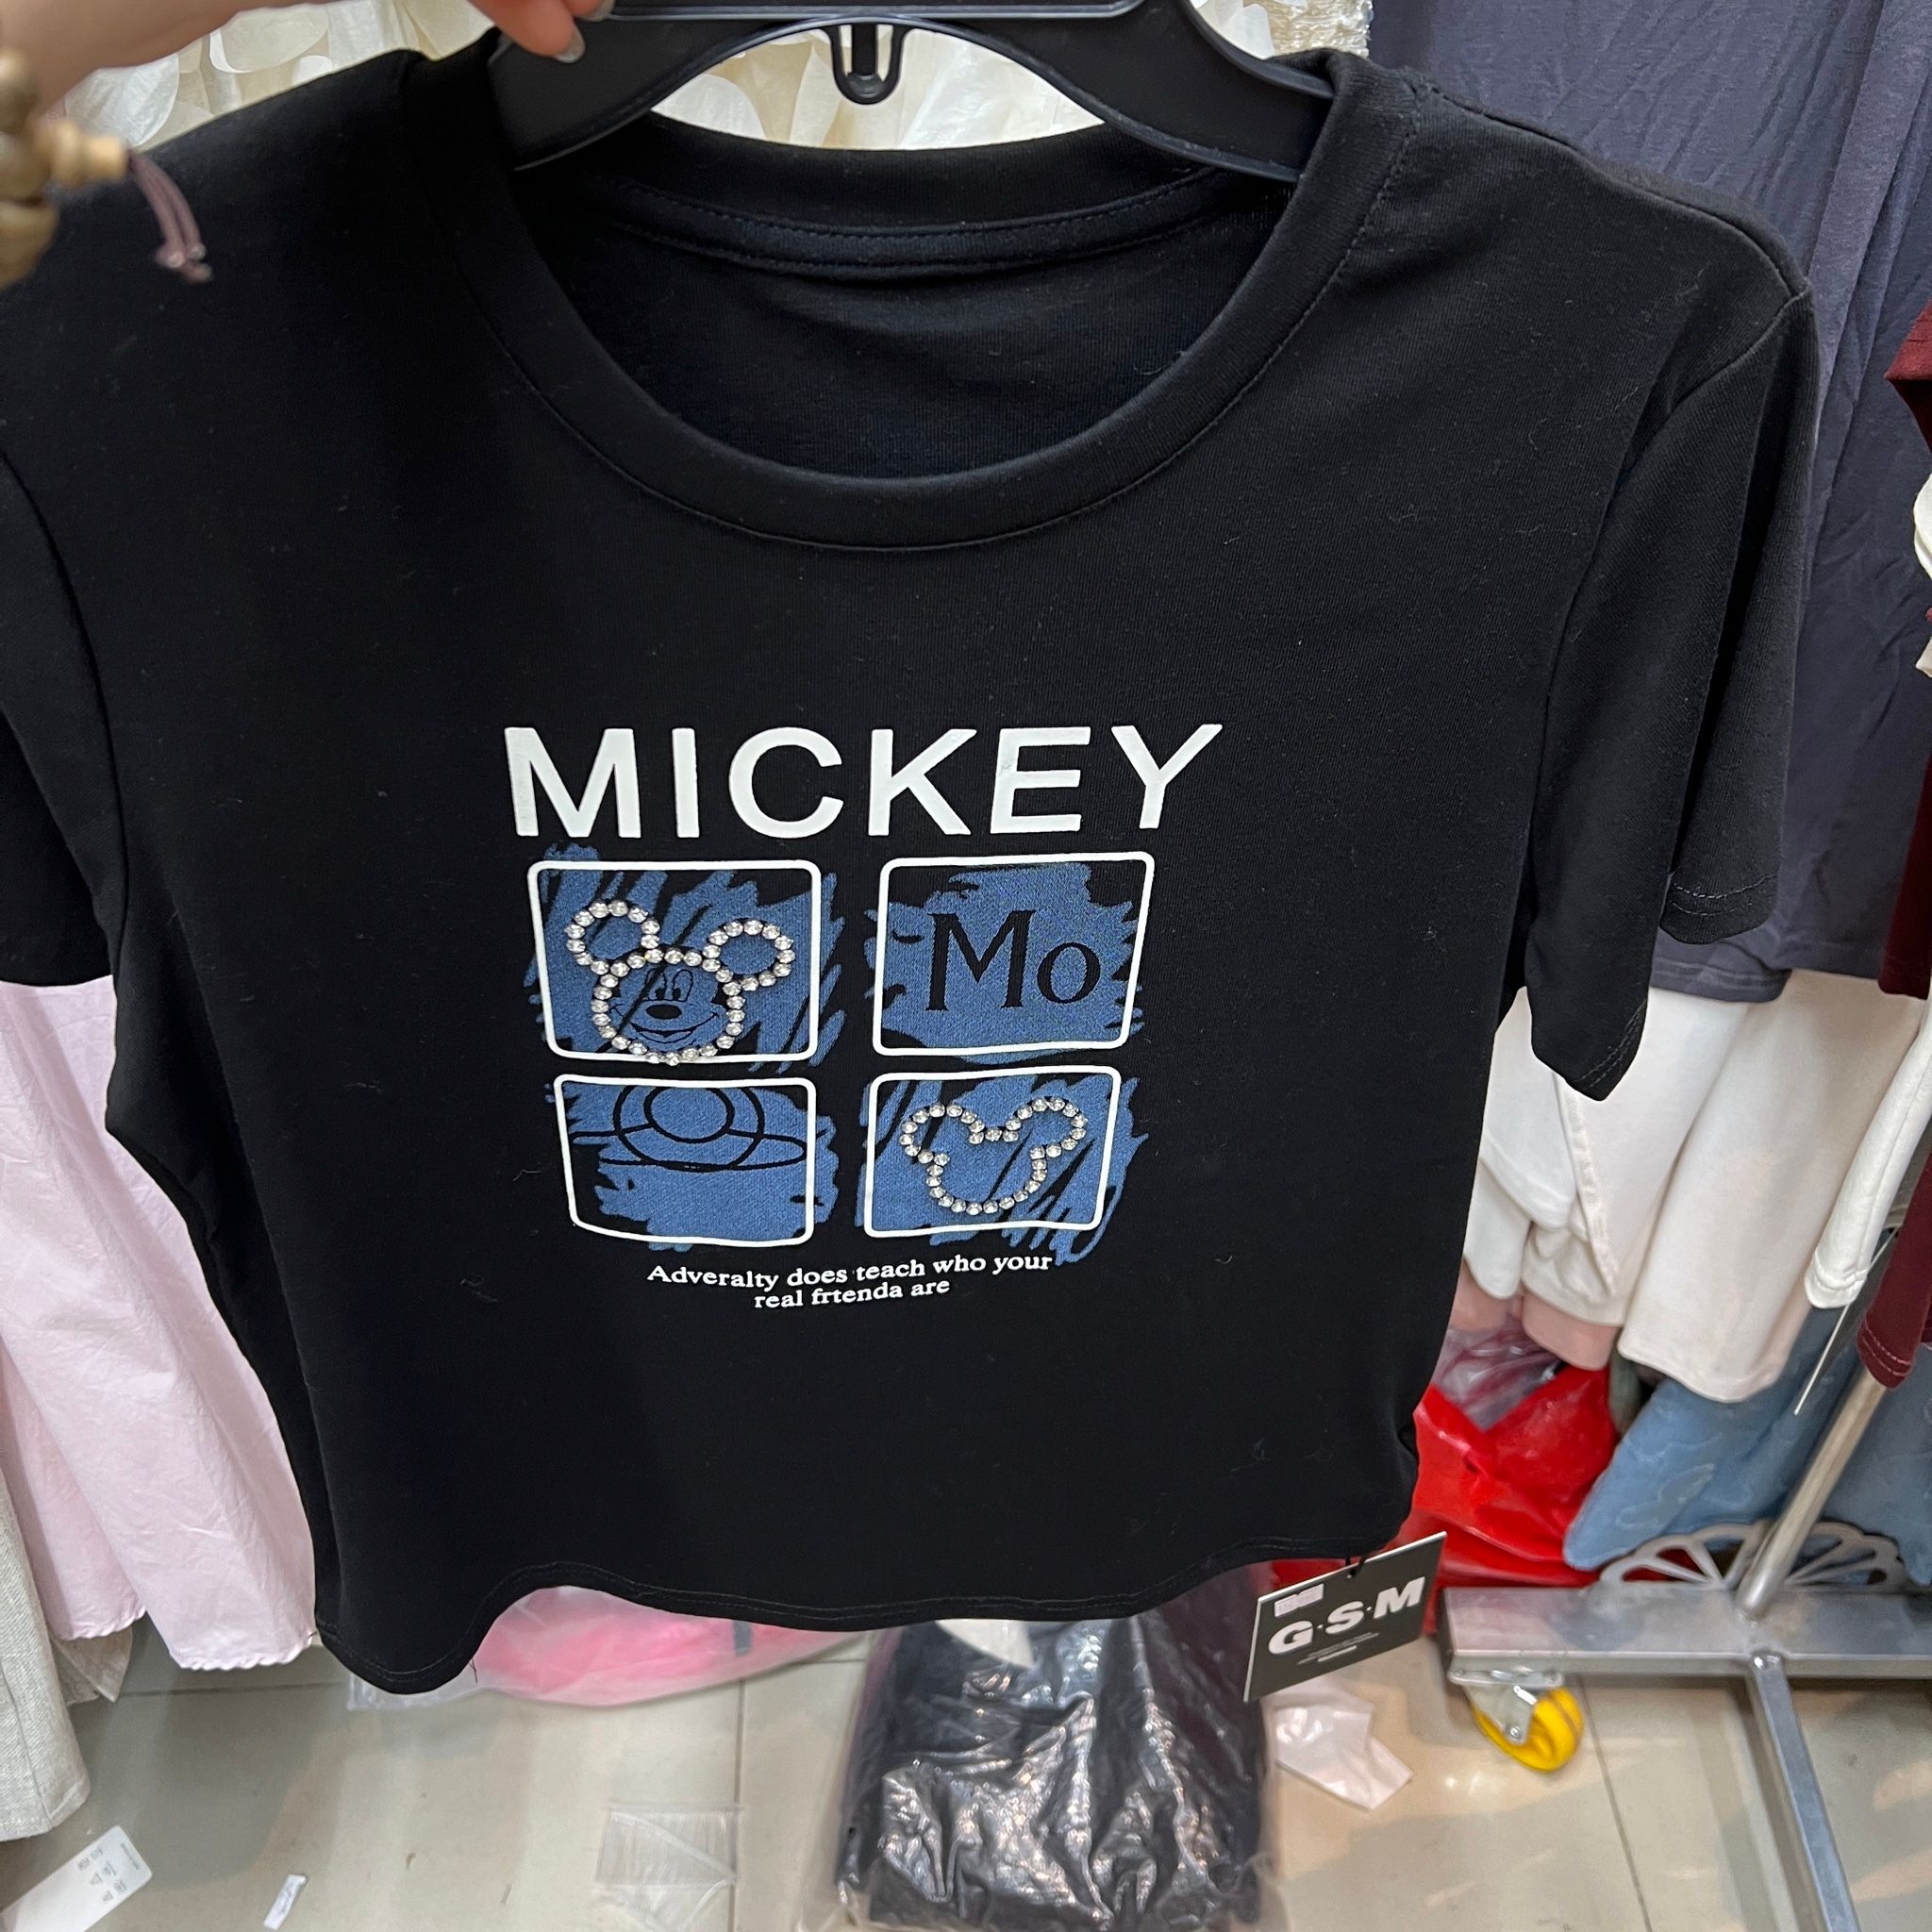 MICKEY
Mo
Adveralty does teach who your
real frtenda are
G·S·M